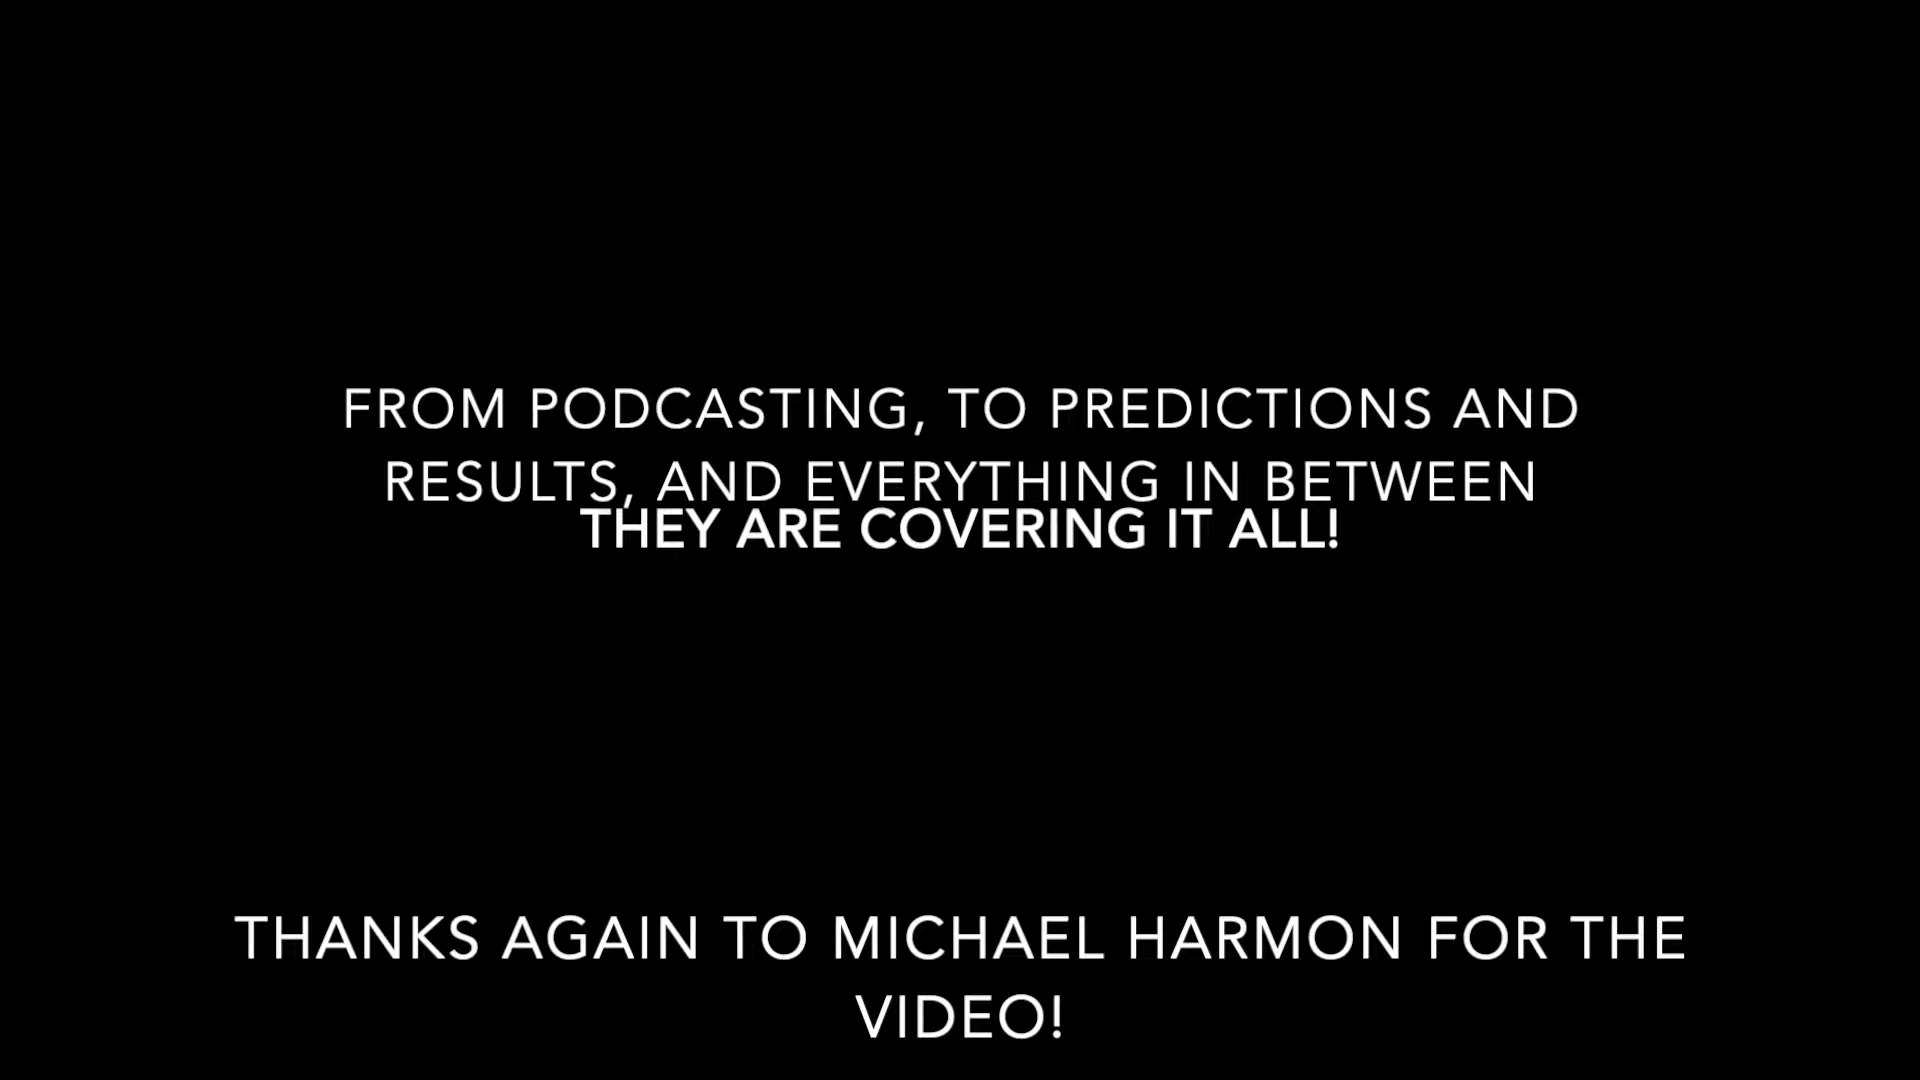 FROM PODCASTING, TO PREDICTIONS AND
RESULTS, AND EVERYTHING IN BETWEEN
THEY ARE COVERING IT ALL!
THANKS AGAIN TO MICHAEL HARMON FOR THE
VIDEO!